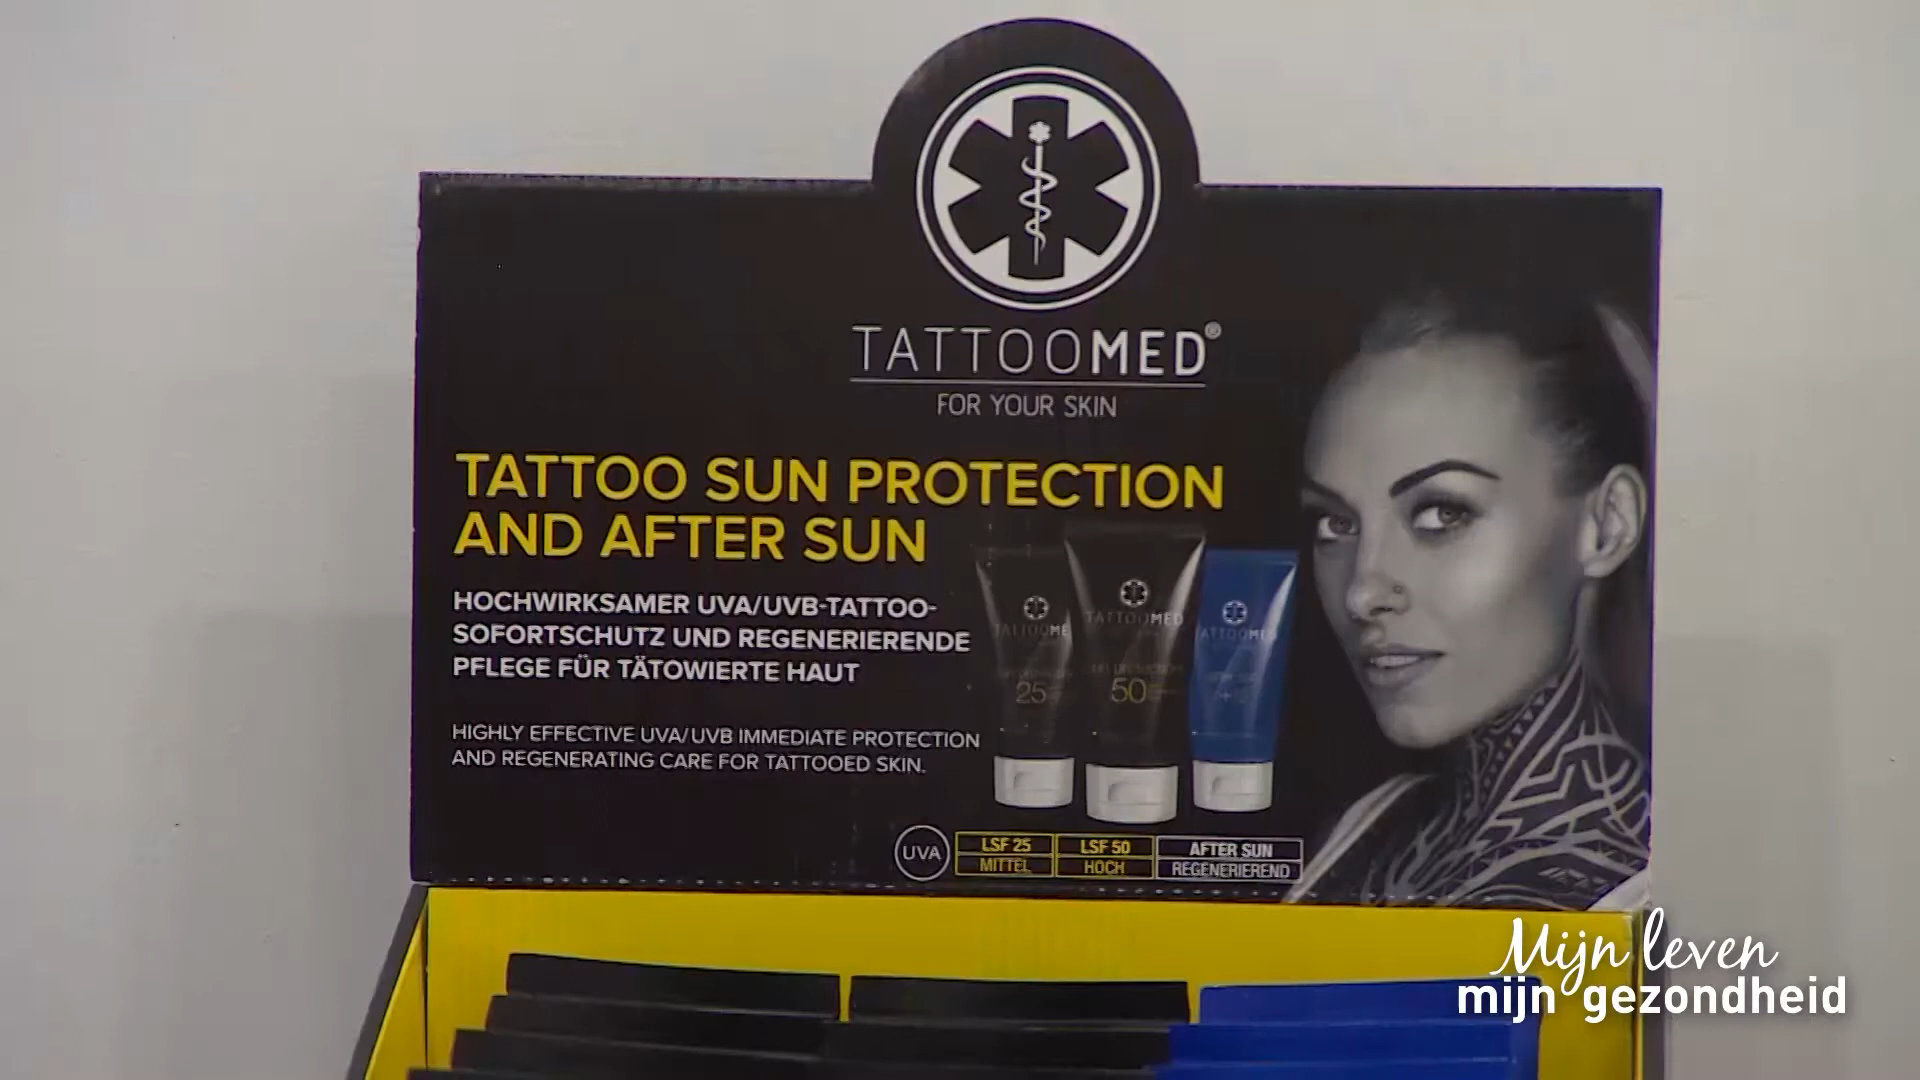 TATTOOMED®
FOR YOUR SKIN
TATTOO SUN PROTECTION
AND AFTER SUN
HOCHWIRKSAMER UVA/UVB-TATTOO-
SOFORTSCHUTZ UND REGENERIERENDE
PFLEGE FÜR TÄTOWIERTE HAUT
HIGHLY EFFECTIVE UVA/UVB IMMEDIATE PROTECTION
AND REGENERATING CARE FOR TATTOOED SKIN.
TATTOOME
25
TATTOOMED
50
ATTOOMED
UVA
LSF 25
MITTEL
LSF 50
HOCH
AFTER SUN
REGENERIEREND
Mijn leven
mijn gezondheid